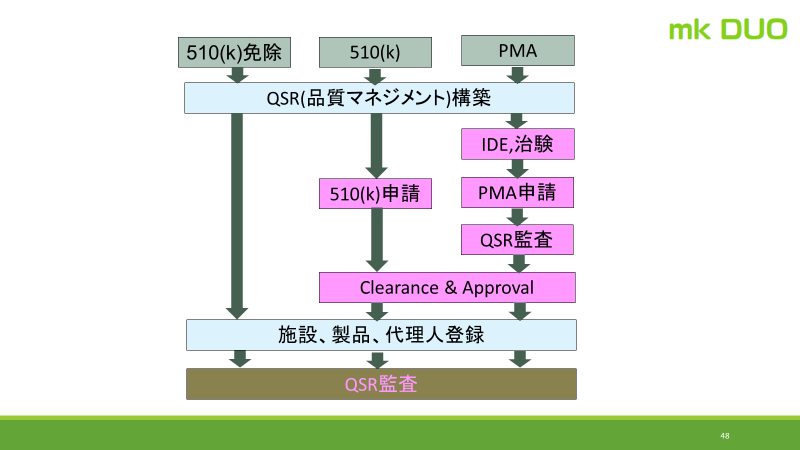 mk DUO
510(k)免除
510(k)
PMA
QSR(品質マネジメント)構築
IDE,治験
510(k)申請
PMA申請
QSR監査
Clearance & Approval
施設、製品、代理人登録
QSR監査
48